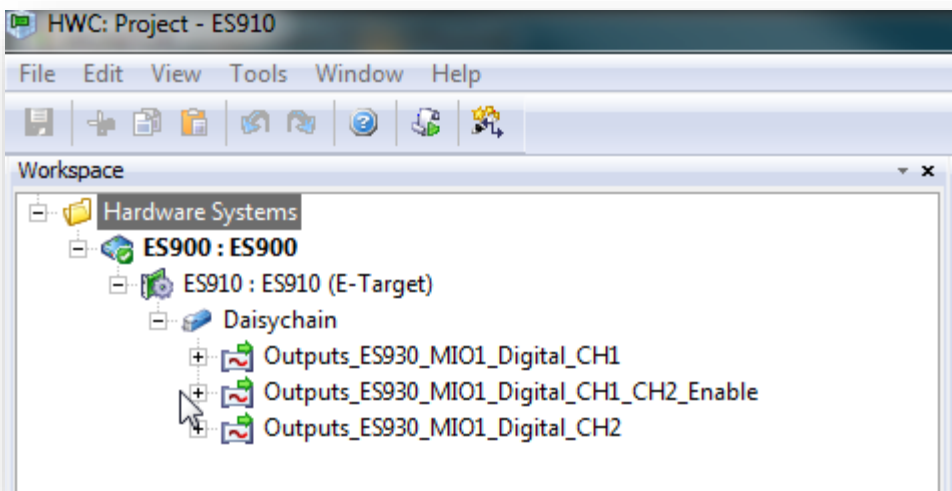 HWC: Project - ES910
File Edit View Tools Window Help
Workspace
Hardware Systems
ES900 : ES900
ES910 : ES910 (E-Target)
Daisychain
Outputs_ES930_MIO1_Digital_CH1
Outputs_ES930_MIO1_Digital_CH1_CH2_Enable
Outputs_ES930_MIO1_Digital_CH2